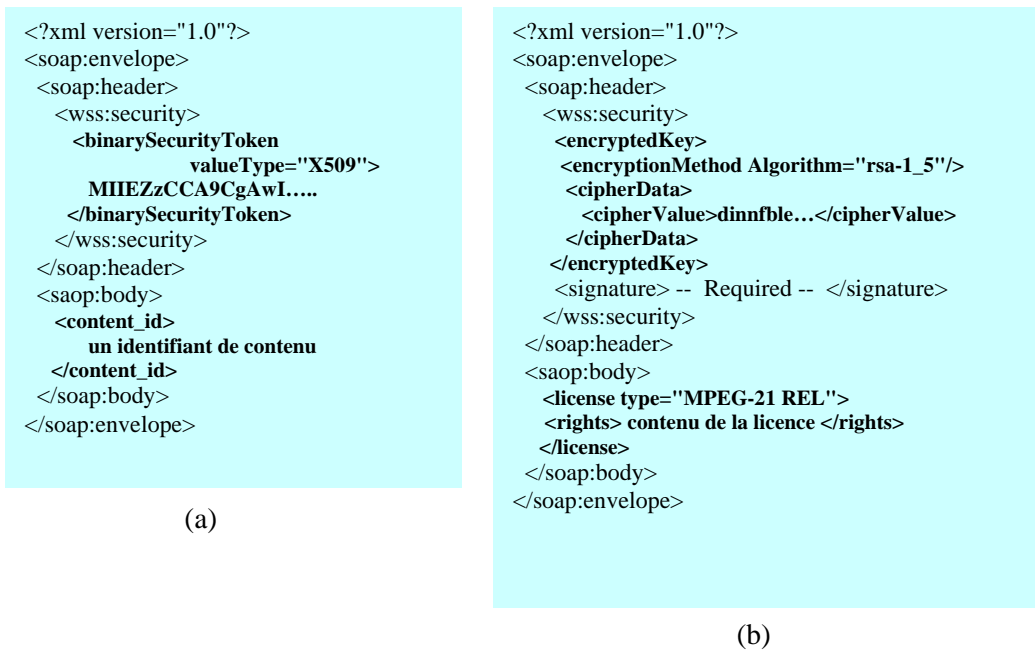 <?xml version="1.0"?>
<soap:envelope>
<soap:header>
<wss:security>
<binarySecurityToken
valueType="X509">
MIIEZzCCA9CgAwI…..
</binarySecurityToken>
</wss:security>
</soap:header>
<saop:body>
<content_id>
un identifiant de contenu
</content_id>
</soap:body>
</soap:envelope>
(a)
<?xml version="1.0"?>
<soap:envelope>
<soap:header>
<wss:security>
<encryptedKey>
<encryptionMethod Algorithm="rsa-1_5"/>
<cipherData>
<cipherValue>dinnfble…</cipherValue>
</cipherData>
</encryptedKey>
<signature> -- Required -- </signature>
</wss:security>
</soap:header>
<saop:body>
<license type="MPEG-21 REL">
<rights> contenu de la licence </rights>
</license>
</soap:body>
</soap:envelope>
(b)